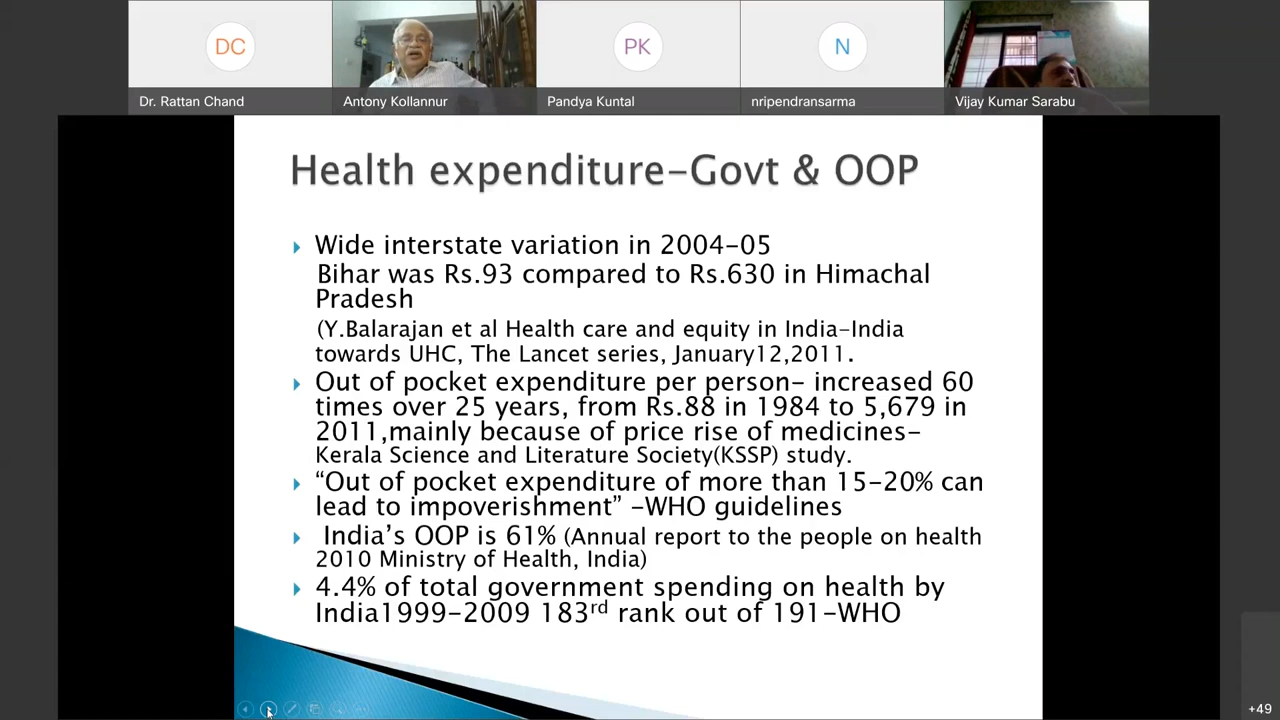 DC
PK
N
Dr. Rattan Chand
Antony Kollannur
Pandya Kuntal
nripendransarma
Vijay Kumar Sarabu
Health expenditure-Govt & OOP
Wide interstate variation in 2004-05
Bihar was Rs.93 compared to Rs.630 in Himachal
Pradesh
(Y.Balarajan et al Health care and equity in India-India
towards UHC, The Lancet series, January12,2011.
Out of pocket expenditure per person- increased 60
times over 25 years, from Rs.88 in 1984 to 5,679 in
2011,mainly because of price rise of medicines-
Kerala Science and Literature Society(KSSP) study.
“Out of pocket expenditure of more than 15-20% can
lead to impoverishment” -WHO guidelines
India’s OOP is 61% (Annual report to the people on health
2010 Ministry of Health, India)
4.4% of total government spending on health by
India1999-2009 183rd rank out of 191-WHO
+49